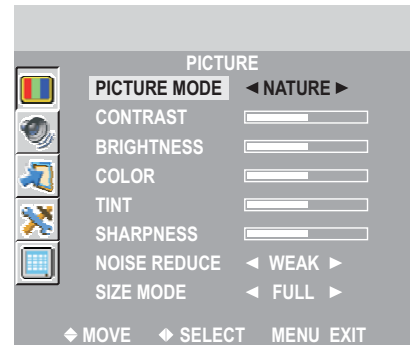 PICTURE
PICTURE MODE ◄ NATURE ►
CONTRAST
BRIGHTNESS
COLOR
TINT
SHARPNESS
NOISE REDUCE ◄ WEAK ►
SIZE MODE ◄ FULL ►
MOVE SELECT MENU EXIT